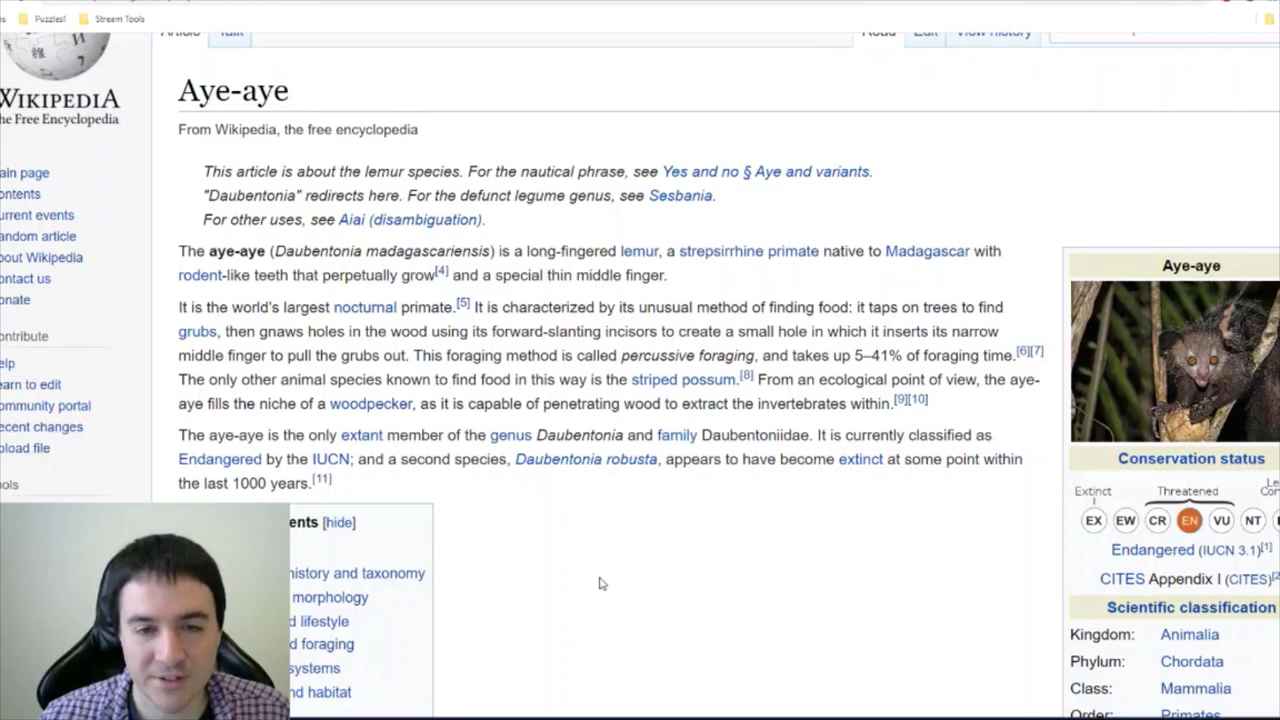 Puzzles!
Stream Tools
Article Talk Read Edit View history
WIKIPEDIA
he Free Encyclopedia
ain page
ontents
urrent events
andom article
bout Wikipedia
ontact us
onate
ontribute
elp
earn to edit
ommunity portal
ecent changes
pload file
ools
Aye-aye
From Wikipedia, the free encyclopedia
This article is about the lemur species. For the nautical phrase, see Yes and no § Aye and variants.
"Daubentonia" redirects here. For the defunct legume genus, see Sesbania.
For other uses, see Aiai (disambiguation).
The aye-aye (Daubentonia madagascariensis) is a long-fingered lemur, a strepsirrhine primate native to Madagascar with
rodent-like teeth that perpetually grow[4] and a special thin middle finger.
It is the world's largest nocturnal primate.[5] It is characterized by its unusual method of finding food: it taps on trees to find
grubs, then gnaws holes in the wood using its forward-slanting incisors to create a small hole in which it inserts its narrow
middle finger to pull the grubs out. This foraging method is called percussive foraging, and takes up 5–41% of foraging time.[6][7]
The only other animal species known to find food in this way is the striped possum.[8] From an ecological point of view, the aye-
aye fills the niche of a woodpecker, as it is capable of penetrating wood to extract the invertebrates within.[9][10]
The aye-aye is the only extant member of the genus Daubentonia and family Daubentoniidae. It is currently classified as
Endangered by the IUCN; and a second species, Daubentonia robusta, appears to have become extinct at some point within
the last 1000 years.[11]
ents [hide]
history and taxonomy
morphology
d lifestyle
d foraging
systems
nd habitat
Aye-aye
Conservation status
Extinct Threatened Le
Con
EX EW CR EN VU NT
Endangered (IUCN 3.1)[1]
CITES Appendix I (CITES)[2
Scientific classification
Kingdom: Animalia
Phylum: Chordata
Class: Mammalia
Order: Primates